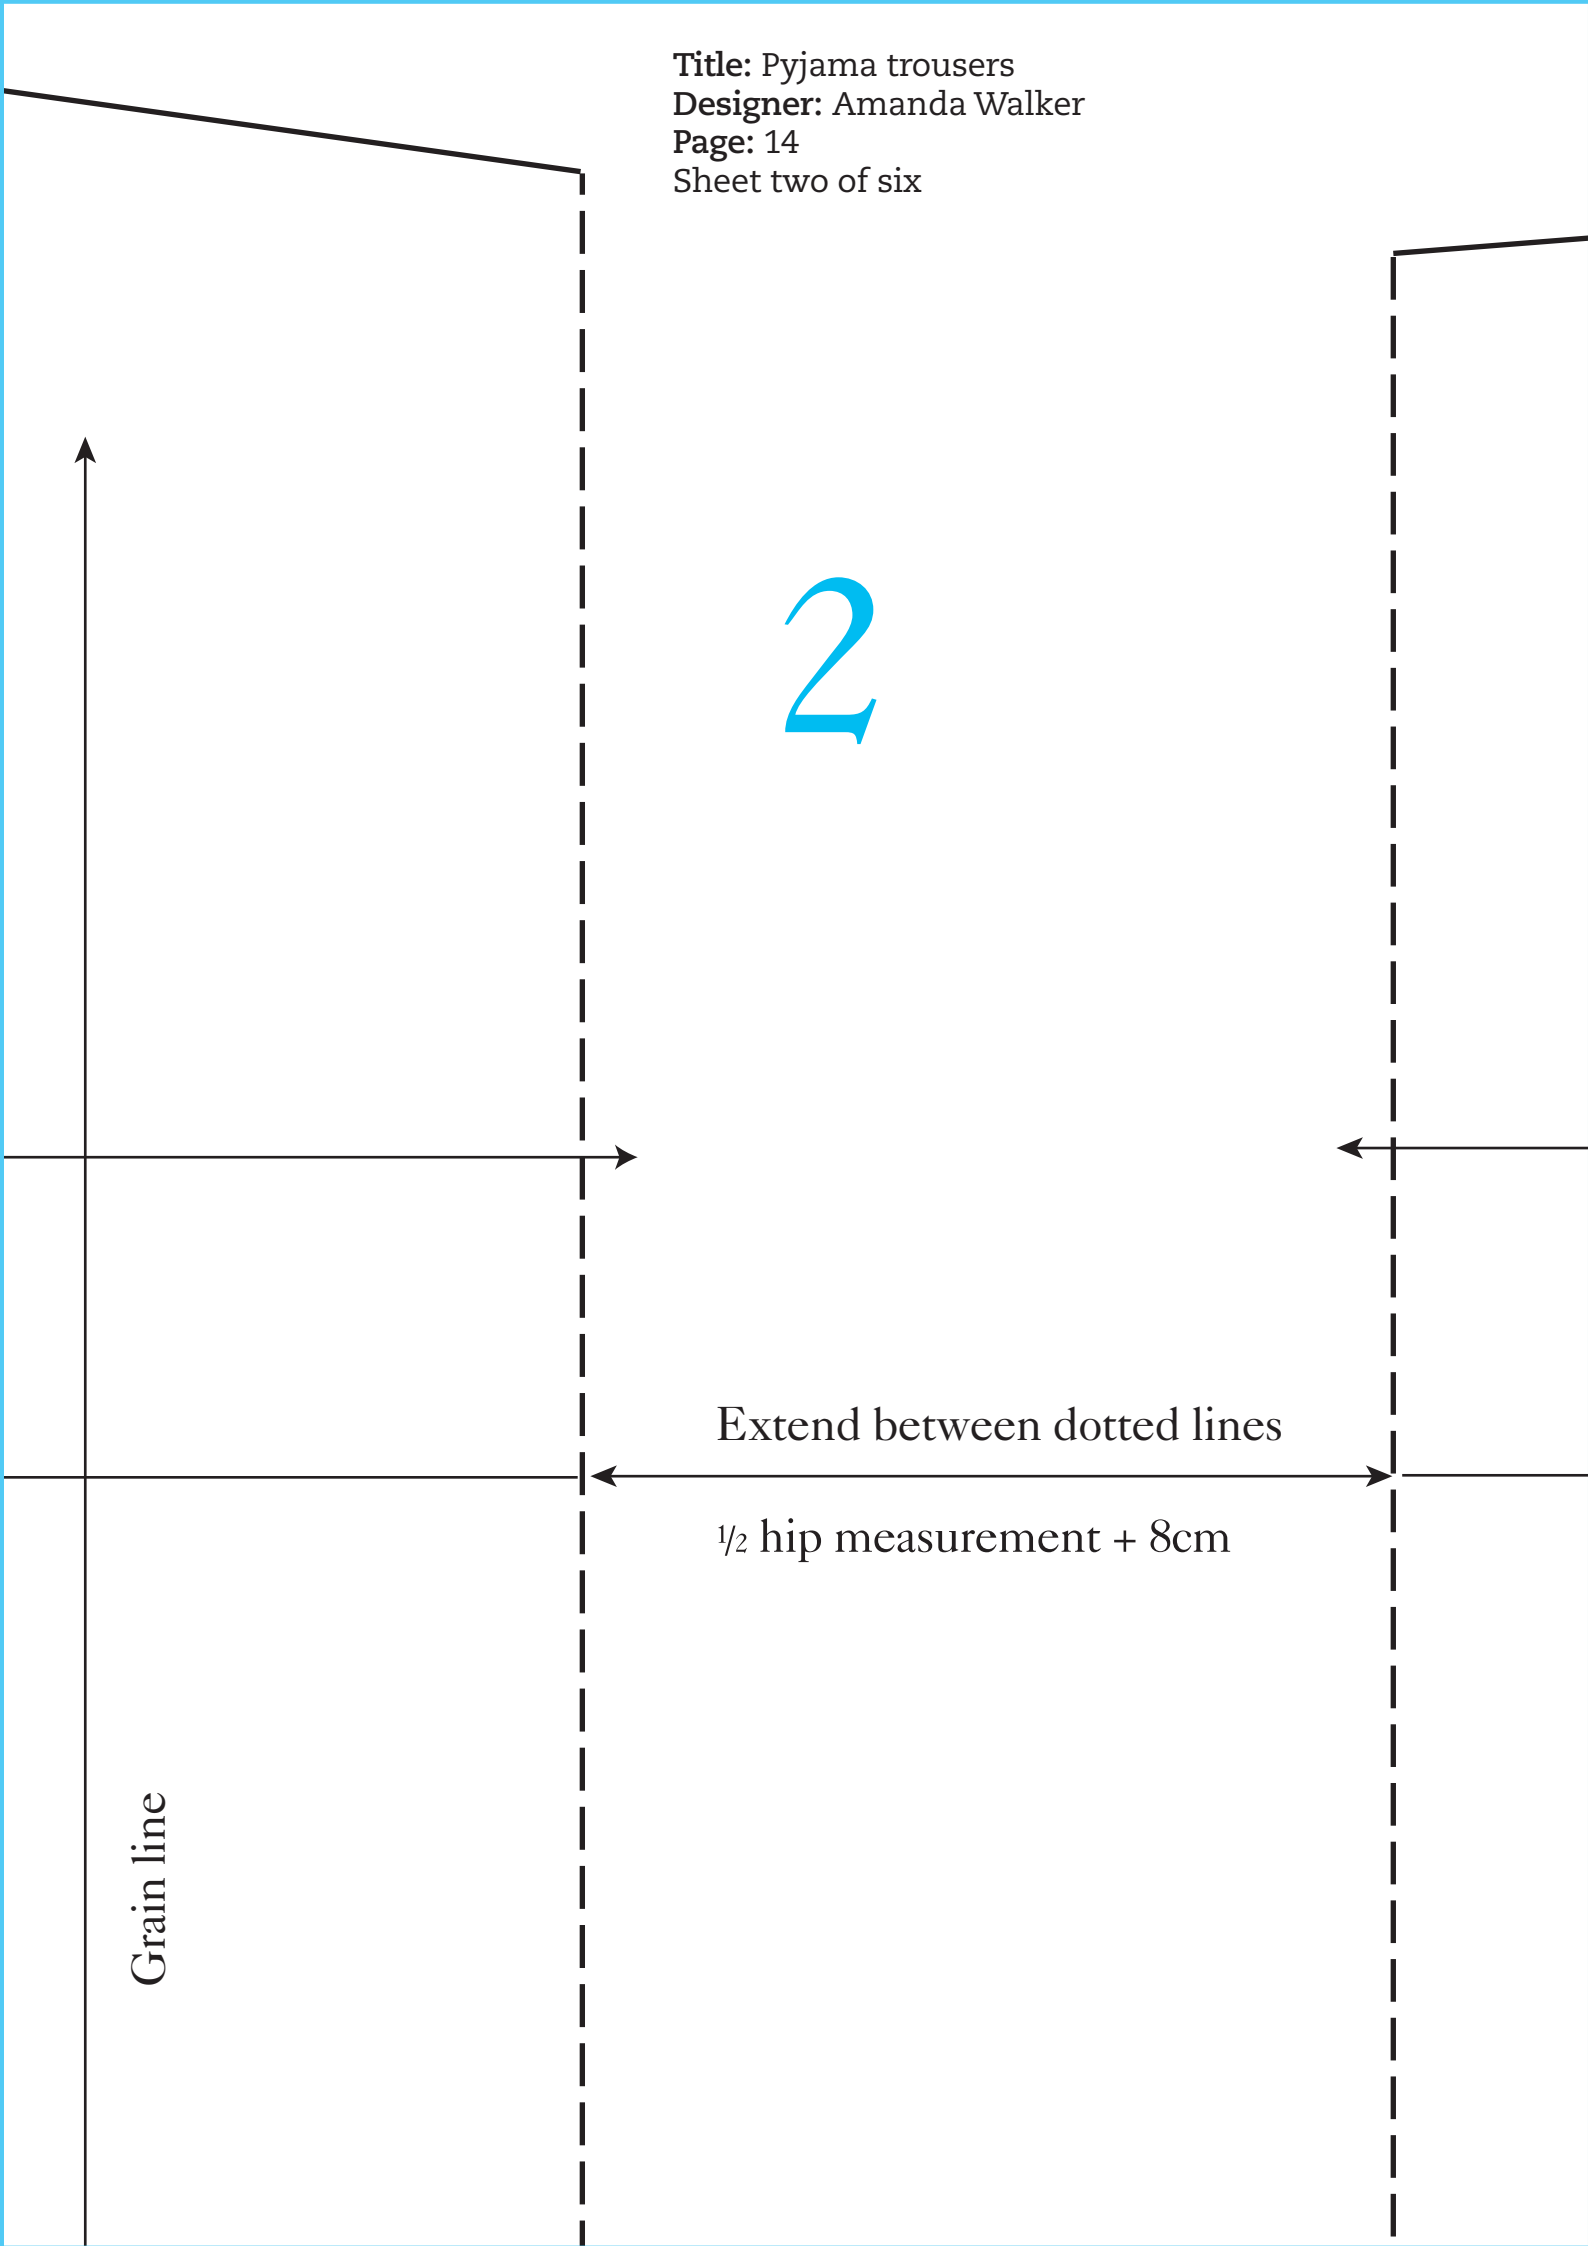 Title: Pyjama trousers
Designer: Amanda Walker
Page: 14
Sheet two of six
2
Extend between dotted lines
½ hip measurement + 8cm
Grain line